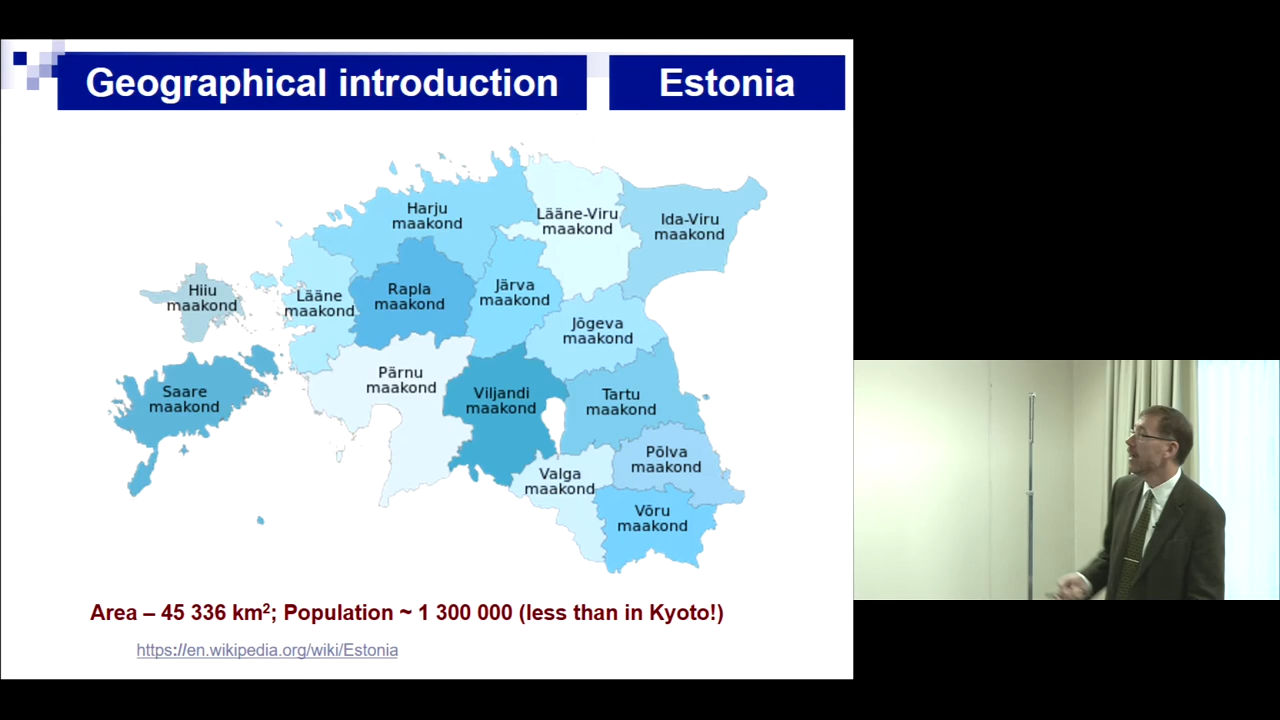 Geographical introduction
Estonia
Harju
maakond
Lääne-Viru
maakond
Ida-Viru
maakond
Hiiu
maakond
Lääne
maakond
Rapla
maakond
Järva
maakond
Jõgeva
maakond
Saare
maakond
Pärnu
maakond
Viljandi
maakond
Tartu
maakond
Põlva
maakond
Valga
maakond
Võru
maakond
Area – 45 336 km²; Population ~ 1 300 000 (less than in Kyoto!)
https://en.wikipedia.org/wiki/Estonia